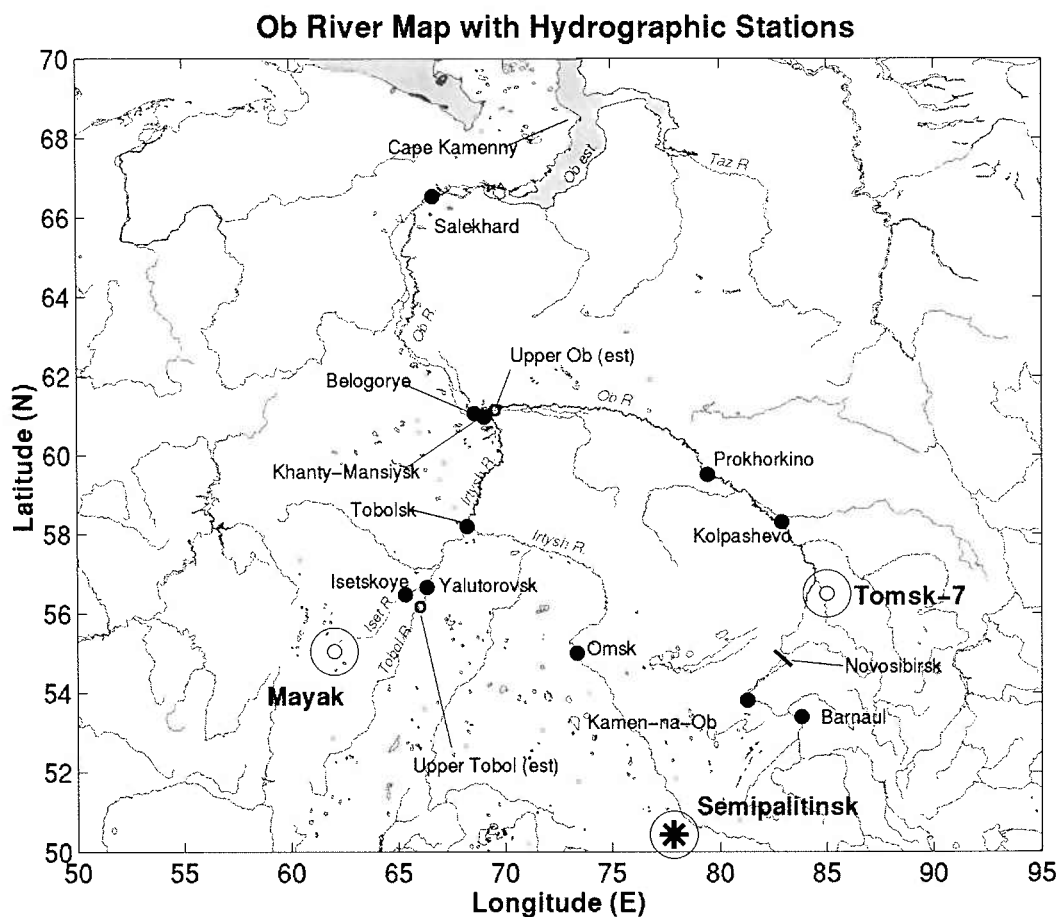 Ob River Map with Hydrographic Stations
70
68
66
64
62
60
58
56
54
52
50
Latitude (N)
Cape Kamenny
Ob est
Taz R.
Salekhard
Ob R.
Upper Ob (est)
Belogorye
Ob R.
Khanty-Mansiysk
Irtysh R.
Prokhorkino
Tobolsk
Kolpashevo
Irtysh R.
Isetskoye
Yalutorovsk
Tomsk-7
Iset R.
Tobol R.
Omsk
Novosibirsk
Mayak
Kamen-na-Ob
Barnaul
Upper Tobol (est)
Semipalitinsk
50 55 60 65 70 75 80 85 90 95
Longitude (E)